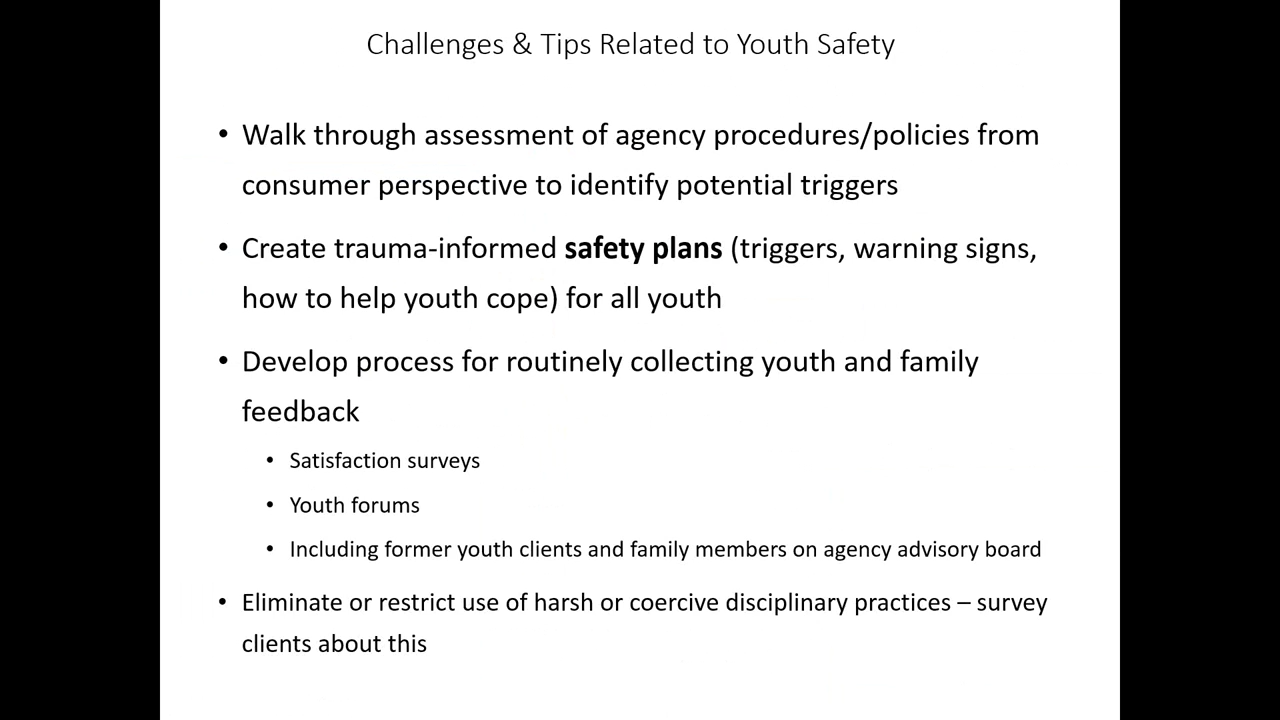 Challenges & Tips Related to Youth Safety
• Walk through assessment of agency procedures/policies from
consumer perspective to identify potential triggers
• Create trauma-informed safety plans (triggers, warning signs,
how to help youth cope) for all youth
• Develop process for routinely collecting youth and family
feedback
• Satisfaction surveys
• Youth forums
• Including former youth clients and family members on agency advisory board
• Eliminate or restrict use of harsh or coercive disciplinary practices – survey
clients about this